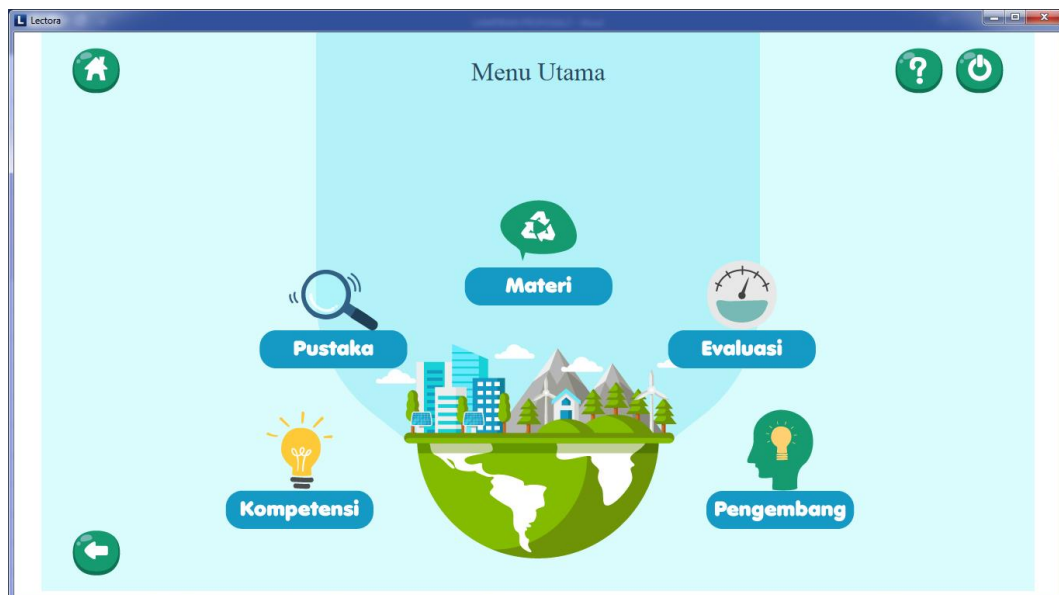 Lectora
Menu Utama
Materi
Pustaka
Evaluasi
Kompetensi
Pengembang